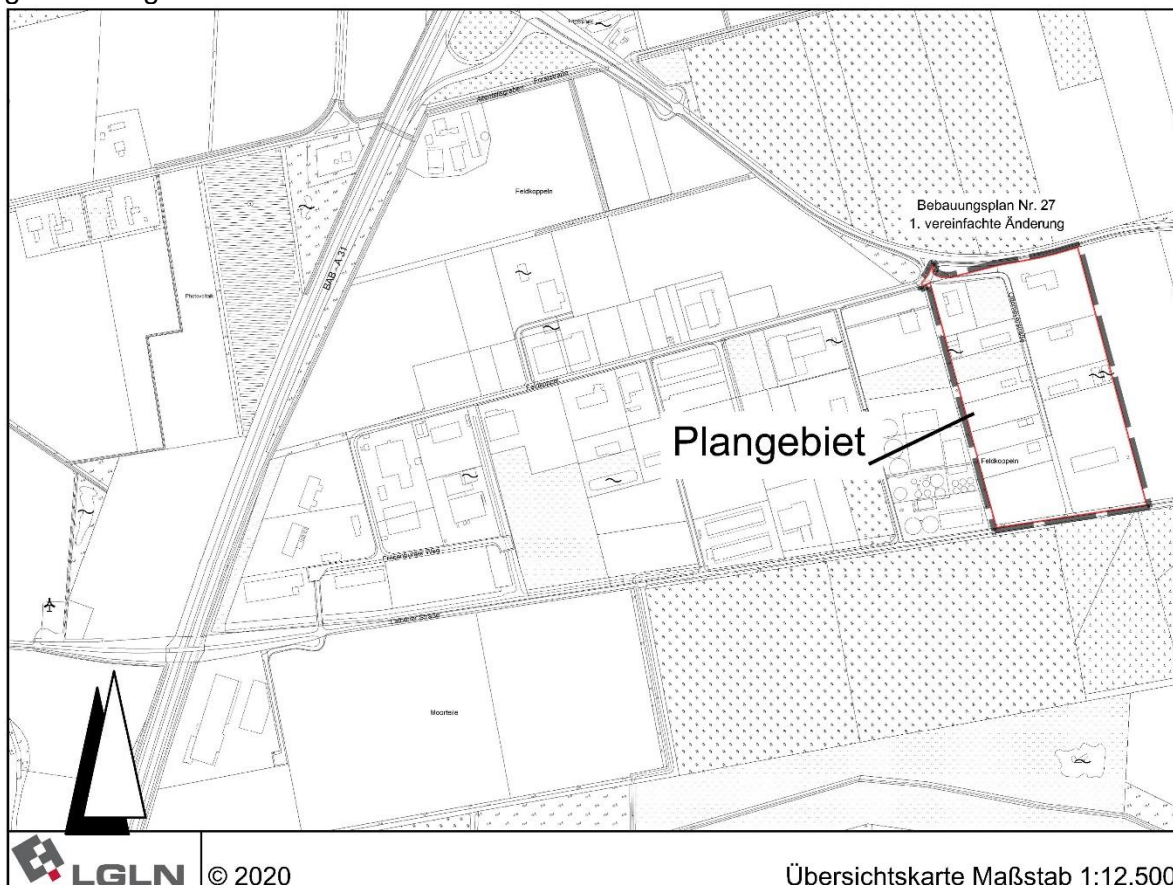 Bebauungsplan Nr. 27
1. vereinfachte Änderung
Feldkoppeln
BAB - A 31
Photovoltaik
Feldkoppel
Plangebiet
Feldkoppeln
Moorteile
LGLN
© 2020
Übersichtskarte Maßstab 1:12.500